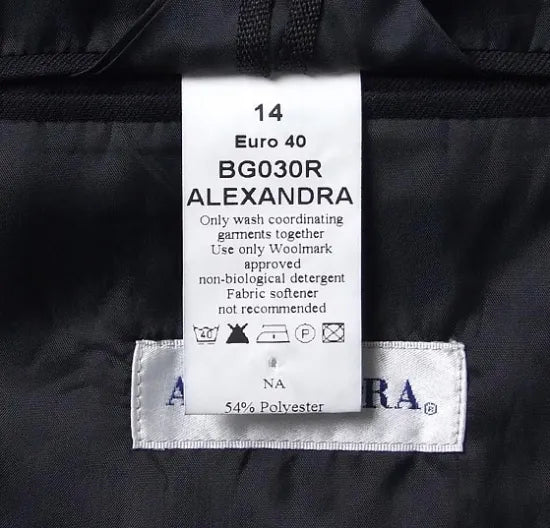 14
Euro 40
BG030R
ALEXANDRA
Only wash coordinating
garments together
Use only Woolmark
approved
non-biological detergent
Fabric softener
not recommended
40 P
NA
54% Polyester
A RA®